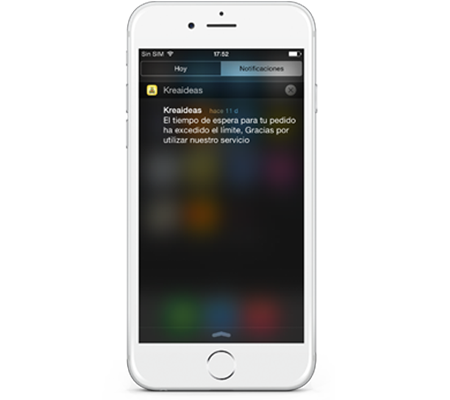 Sin SIM 17:52
Hoy Notificaciones
Kreaideas
Kreaideas hace 11 d
El tiempo de espera para tu pedido
ha excedido el límite, Gracias por
utilizar nuestro servicio